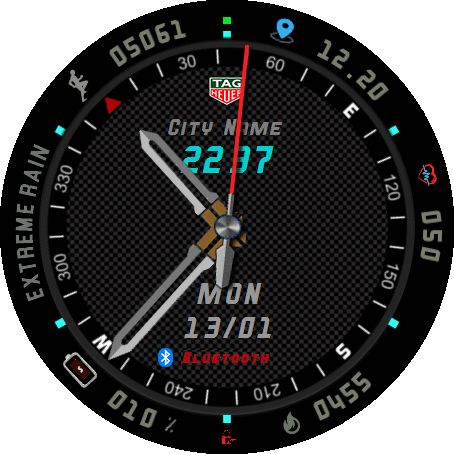 05061
12.20
050
0455
010 %
EXTREME RAIN
30
60
E
120
150
S
210
240
W
300
330
TAG
HEUER
City Name
22 37
MON
13/01
Bluetooth